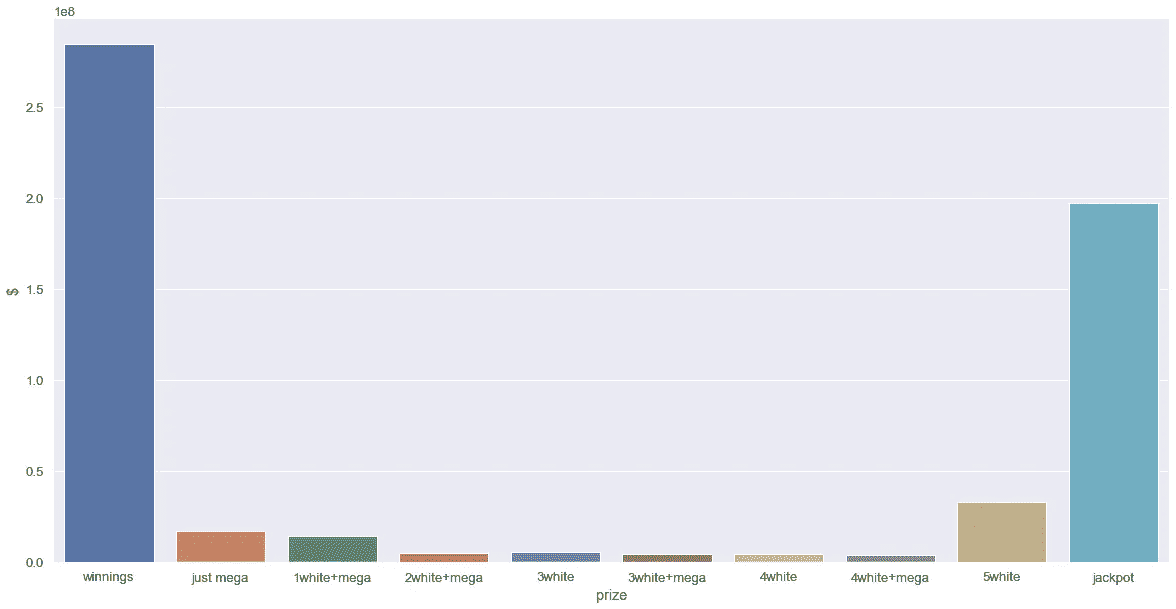 1e8
2.5
2.0
$ 1.5
1.0
0.5
0.0
winnings just mega 1white+mega 2white+mega 3white 3white+mega 4white 4white+mega 5white jackpot
prize